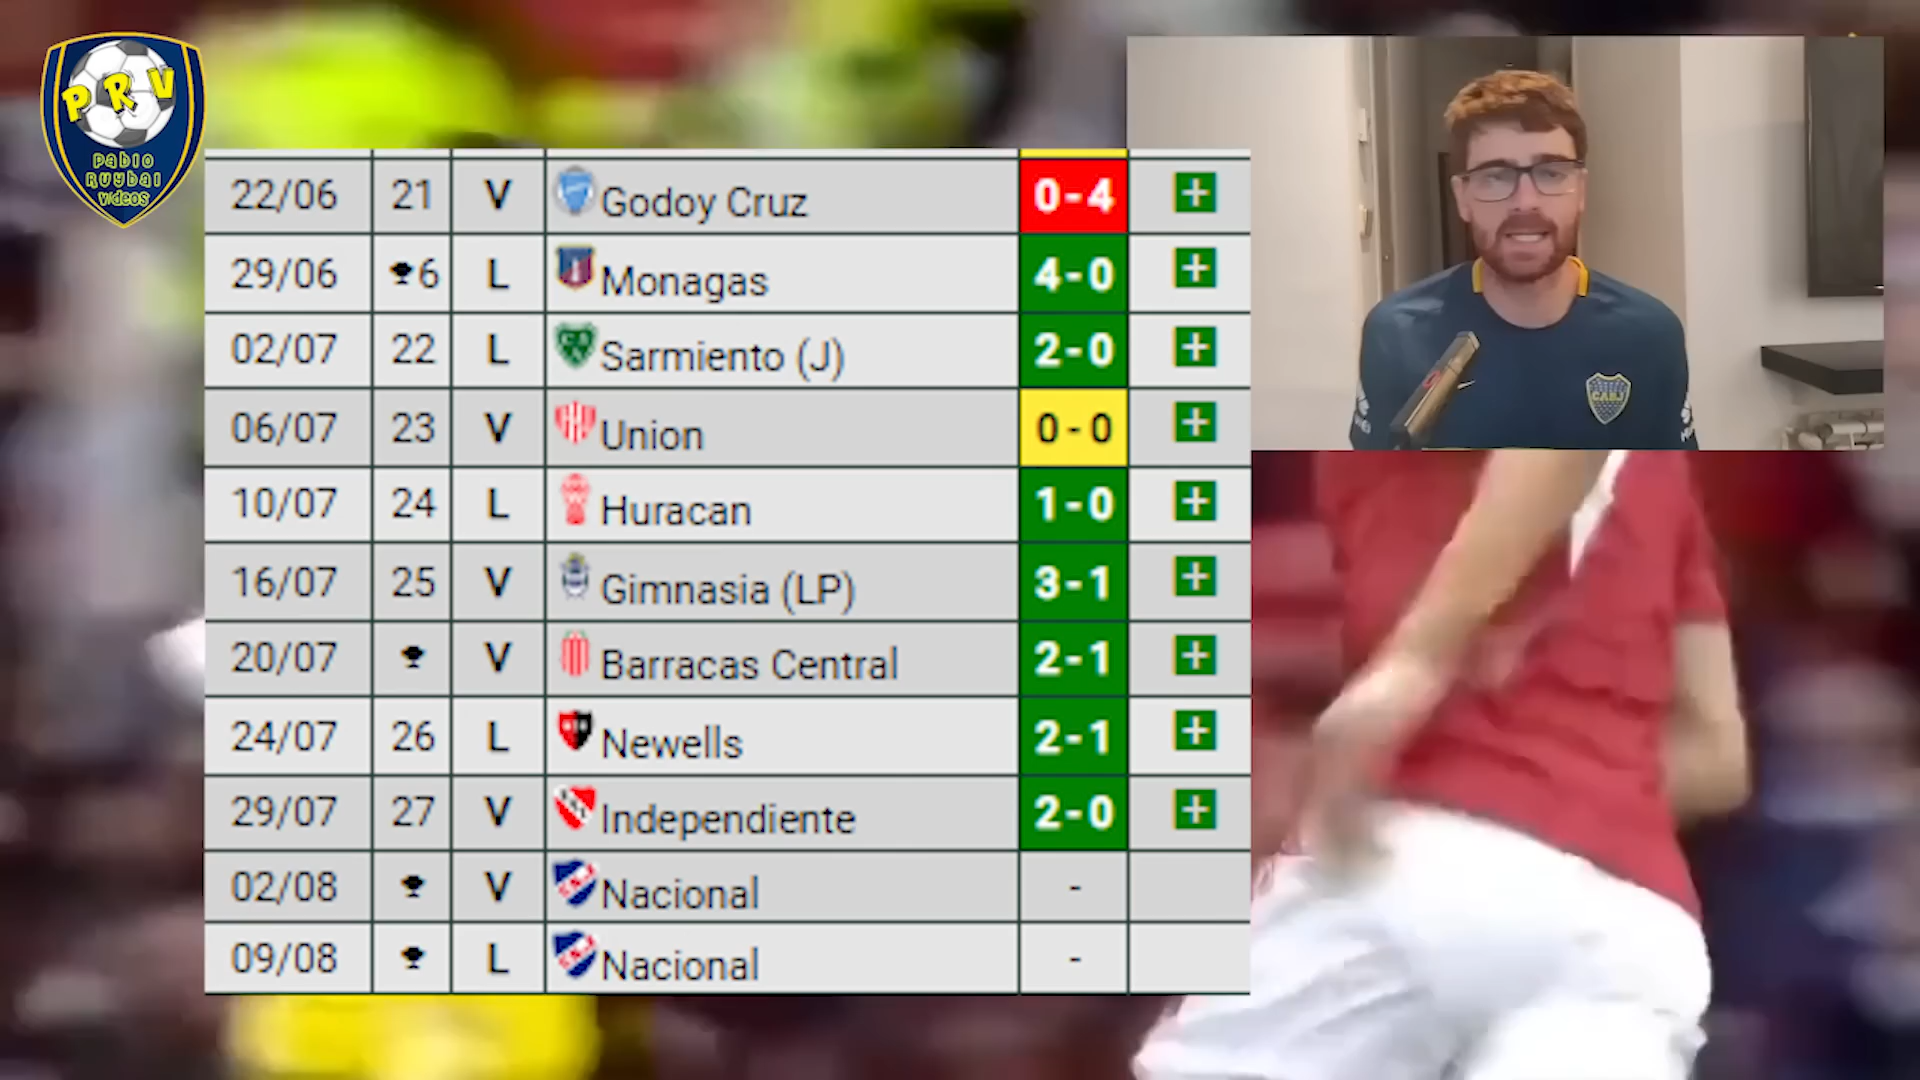 PRV
Pablo
Ruybal
Videos
22/06 21 V Godoy Cruz 0-4 +
29/06 6 L Monagas 4-0 +
02/07 22 L Sarmiento (J) 2-0 +
06/07 23 V Union 0-0 +
10/07 24 L Huracan 1-0 +
16/07 25 V Gimnasia (LP) 3-1 +
20/07 V Barracas Central 2-1 +
24/07 26 L Newells 2-1 +
29/07 27 V Independiente 2-0 +
02/08 V Nacional -
09/08 L Nacional -
CABJ